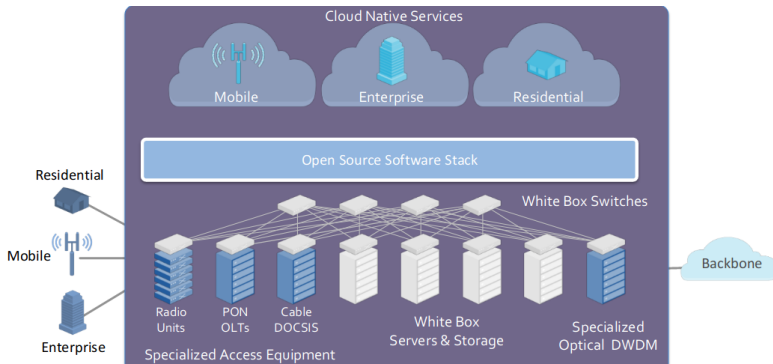 Cloud Native Services
Mobile
Enterprise
Residential
Open Source Software Stack
Residential
White Box Switches
Mobile
Backbone
Radio
Units
PON
OLTs
Cable
DOCSIS
White Box
Servers & Storage
Specialized
Optical DWDM
Enterprise
Specialized Access Equipment